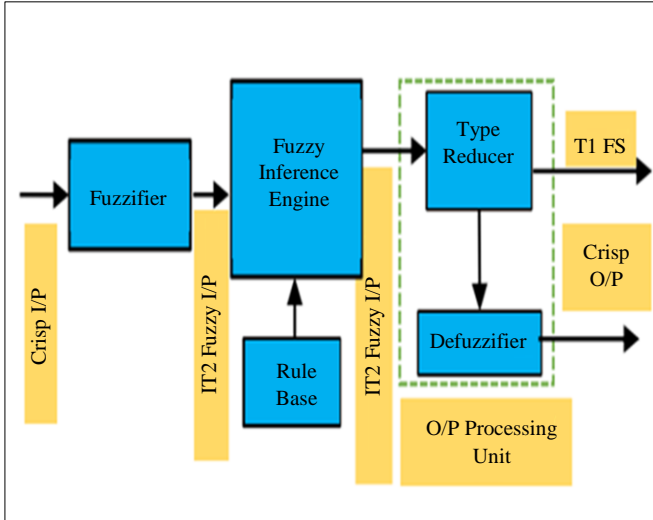 Crisp I/P
Fuzzifier
IT2 Fuzzy I/P
Fuzzy
Inference
Engine
Rule
Base
IT2 Fuzzy I/P
Type
Reducer
Defuzzifier
O/P Processing
Unit
T1 FS
Crisp
O/P